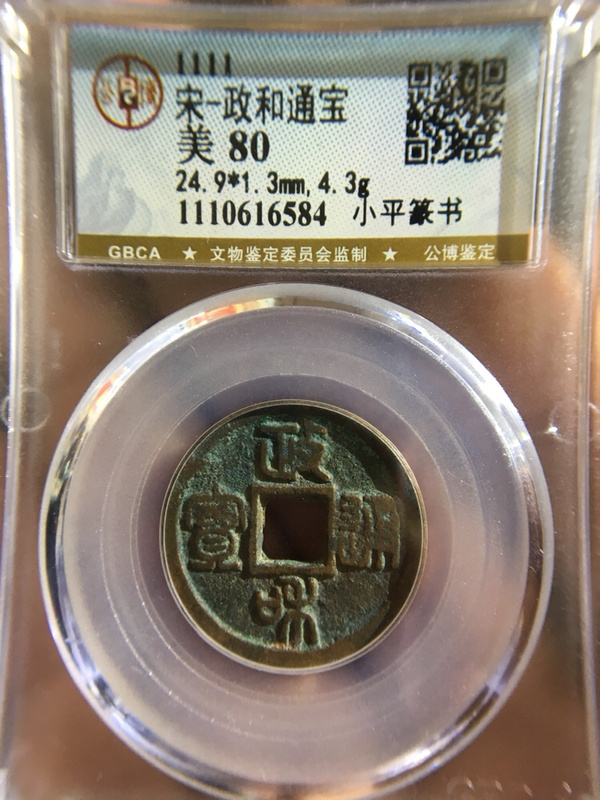 1111
宋-政和通宝
美 80
24.9*1.3mm,4.3g
1110616584 小平篆书
GBCA ★ 文物鉴定委员会监制 ★ 公博鉴定
政和通寳